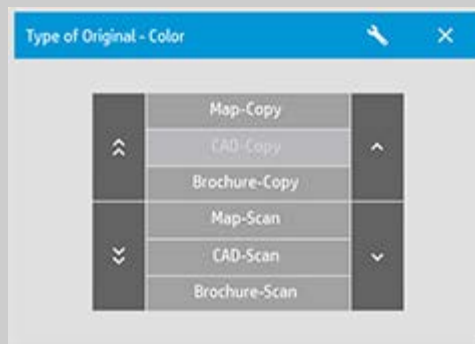 Type of Original - Color
Map-Copy
CAD-Copy
Brochure-Copy
Map-Scan
CAD-Scan
Brochure-Scan